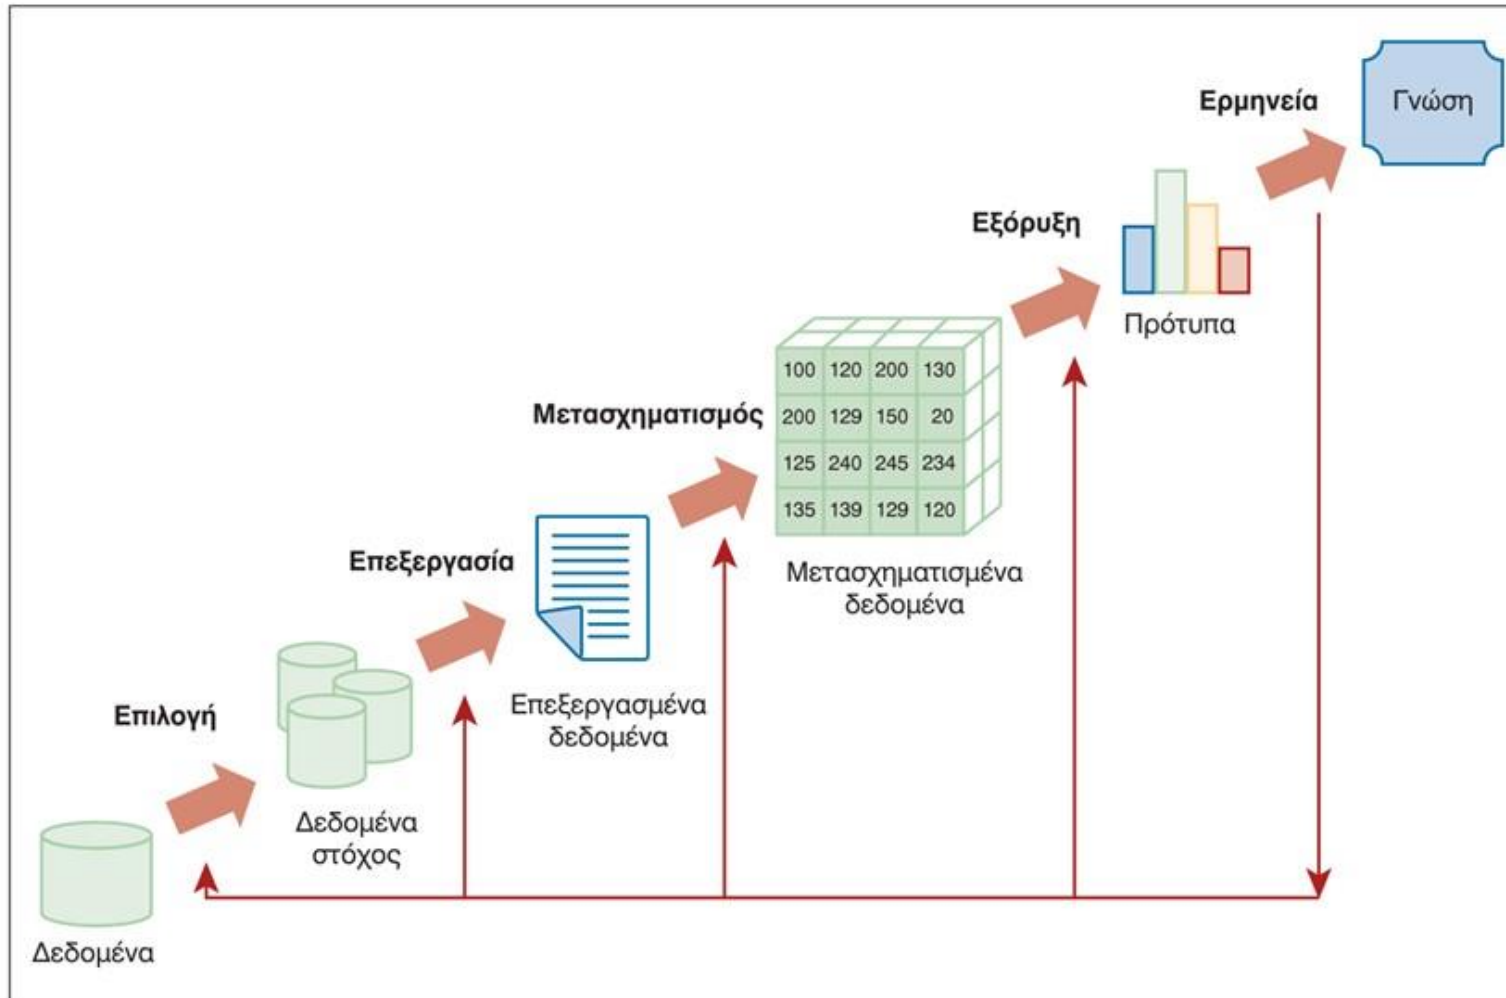 Γνώση
Ερμηνεία
Εξόρυξη
Πρότυπα
Μετασχηματισμός
100 120 200 130
200 129 150 20
125 240 245 234
135 139 129 120
Μετασχηματισμένα
δεδομένα
Επεξεργασία
Επεξεργασμένα
δεδομένα
Επιλογή
Δεδομένα
στόχος
Δεδομένα